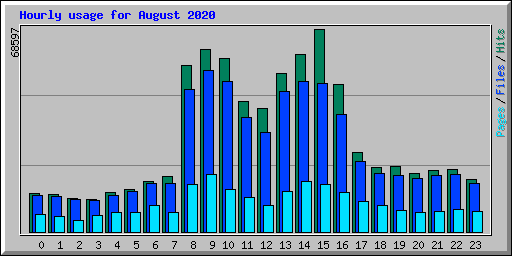 Hourly usage for August 2020
68597
Pages/Files/Hits
0 1 2 3 4 5 6 7 8 9 10 11 12 13 14 15 16 17 18 19 20 21 22 23